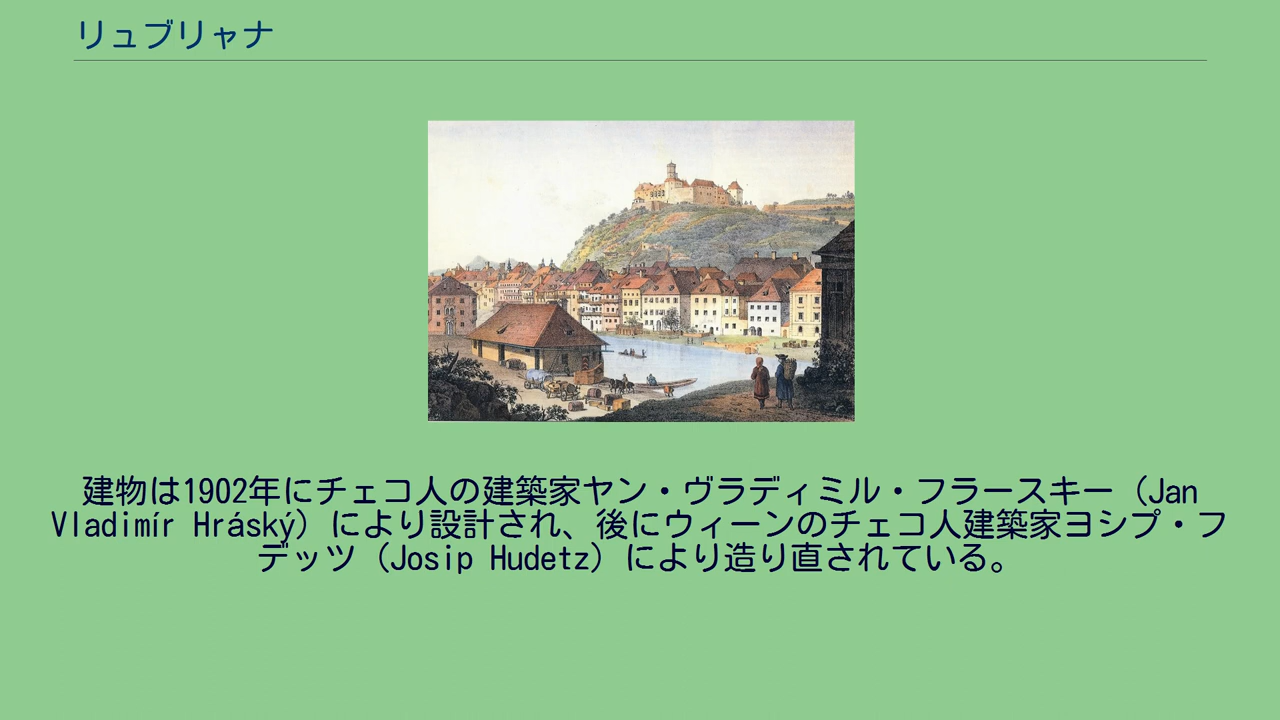 リュブリャナ
建物は1902年にチェコ人の建築家ヤン・ヴラディミル・フラースキー（Jan
Vladimír Hráský）により設計され、後にウィーンのチェコ人建築家ヨシプ・フ
デッツ（Josip Hudetz）により造り直されている。